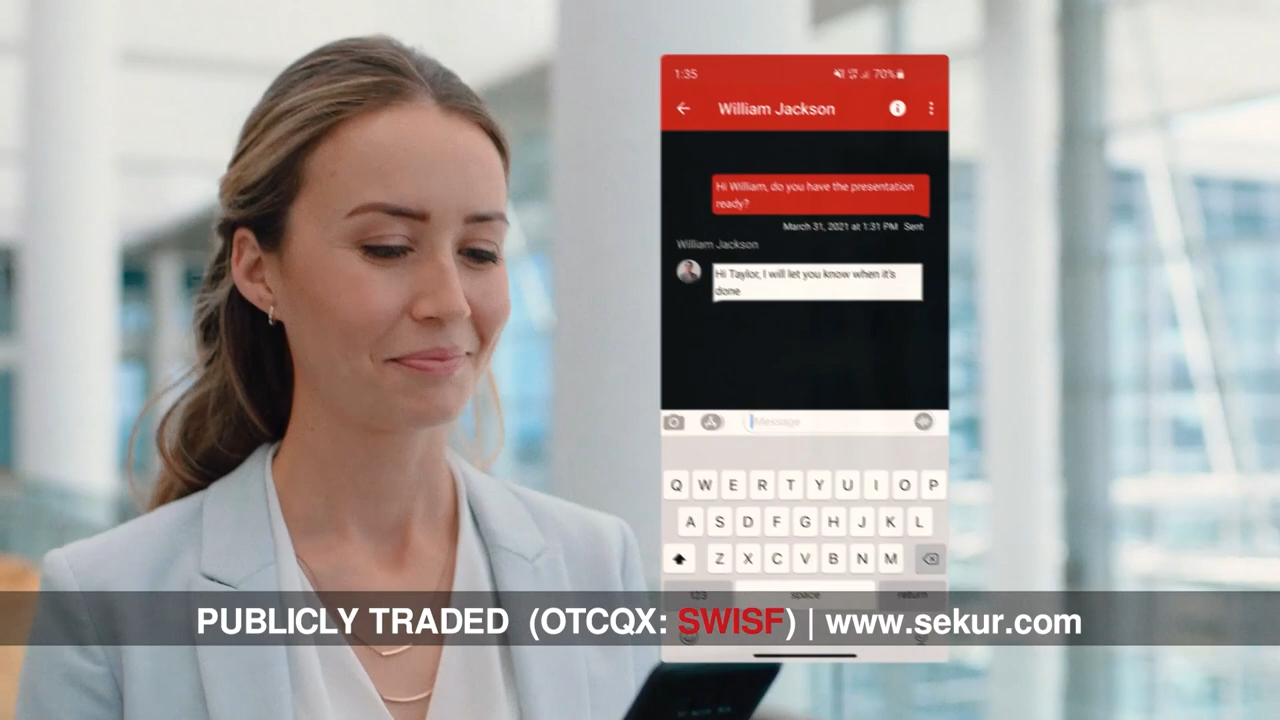 1:35
70%
William Jackson
Hi William, do you have the presentation
ready?
March 31, 2021 at 1:31 PM Sent
William Jackson
Hi Taylor, I will let you know when it's
done
Message
Q W E R T Y U I O P
A S D F G H J K L
Z X C V B N M
123 space return
PUBLICLY TRADED (OTCQX: SWISF) | www.sekur.com